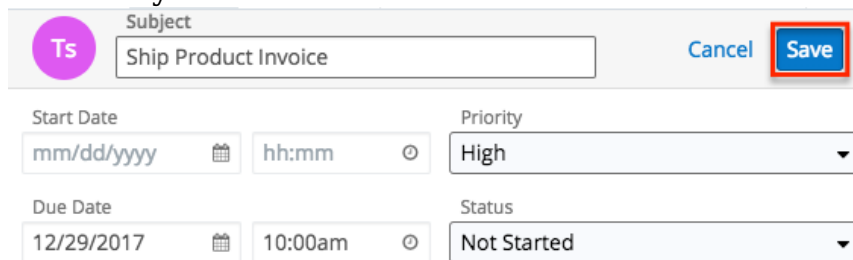 Subject
Ts Ship Product Invoice Cancel Save
Start Date Priority
mm/dd/yyyy hh:mm High
Due Date Status
12/29/2017 10:00am Not Started